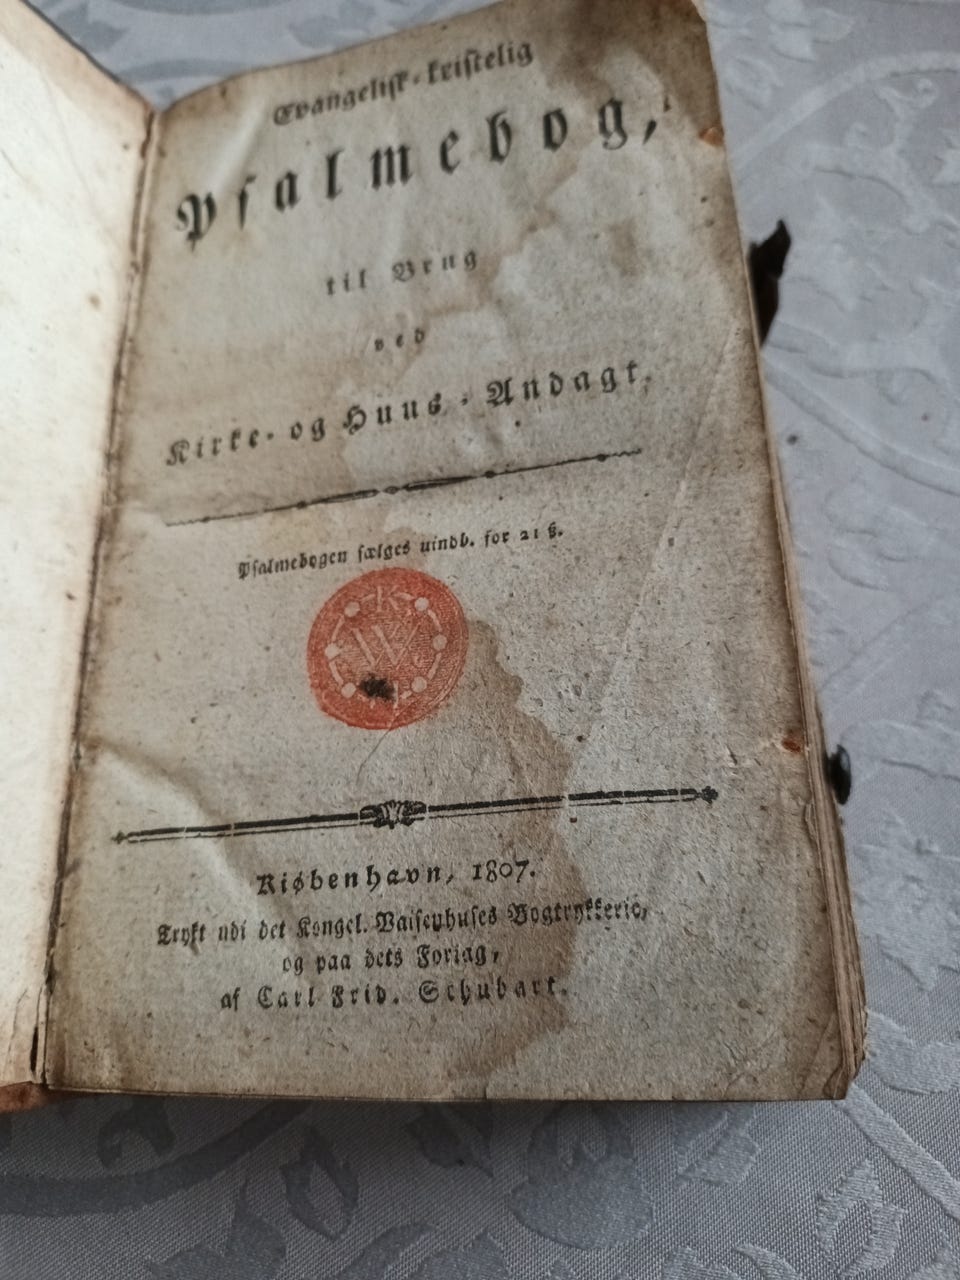 Evangelisk-kristelig
Psalmebog,
til Brug
ved
Kirke- og Huus-Andagt.
Psalmebogen sælges uindb. for 21 ß.
K
W
Kiøbenhavn, 1807.
Trykt udi det Kongel. Vaisenhuses Bogtrykkerie,
og paa dets Forlag,
af Carl Frid. Schubart.